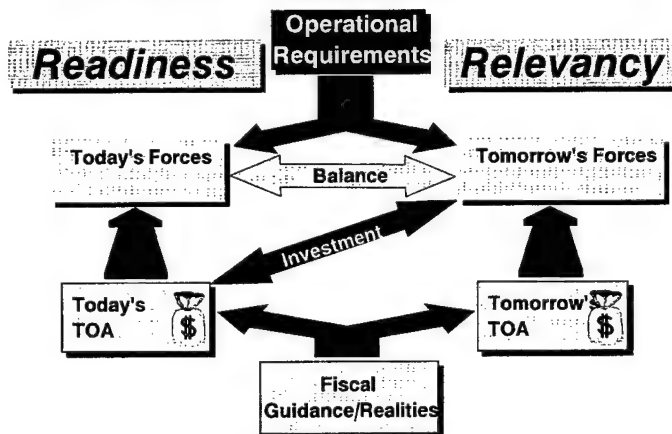 Operational
Requirements
Readiness
Relevancy
Today's Forces
Balance
Tomorrow's Forces
Investment
Today's
TOA
$
Tomorrow's
TOA
$
Fiscal
Guidance/Realities